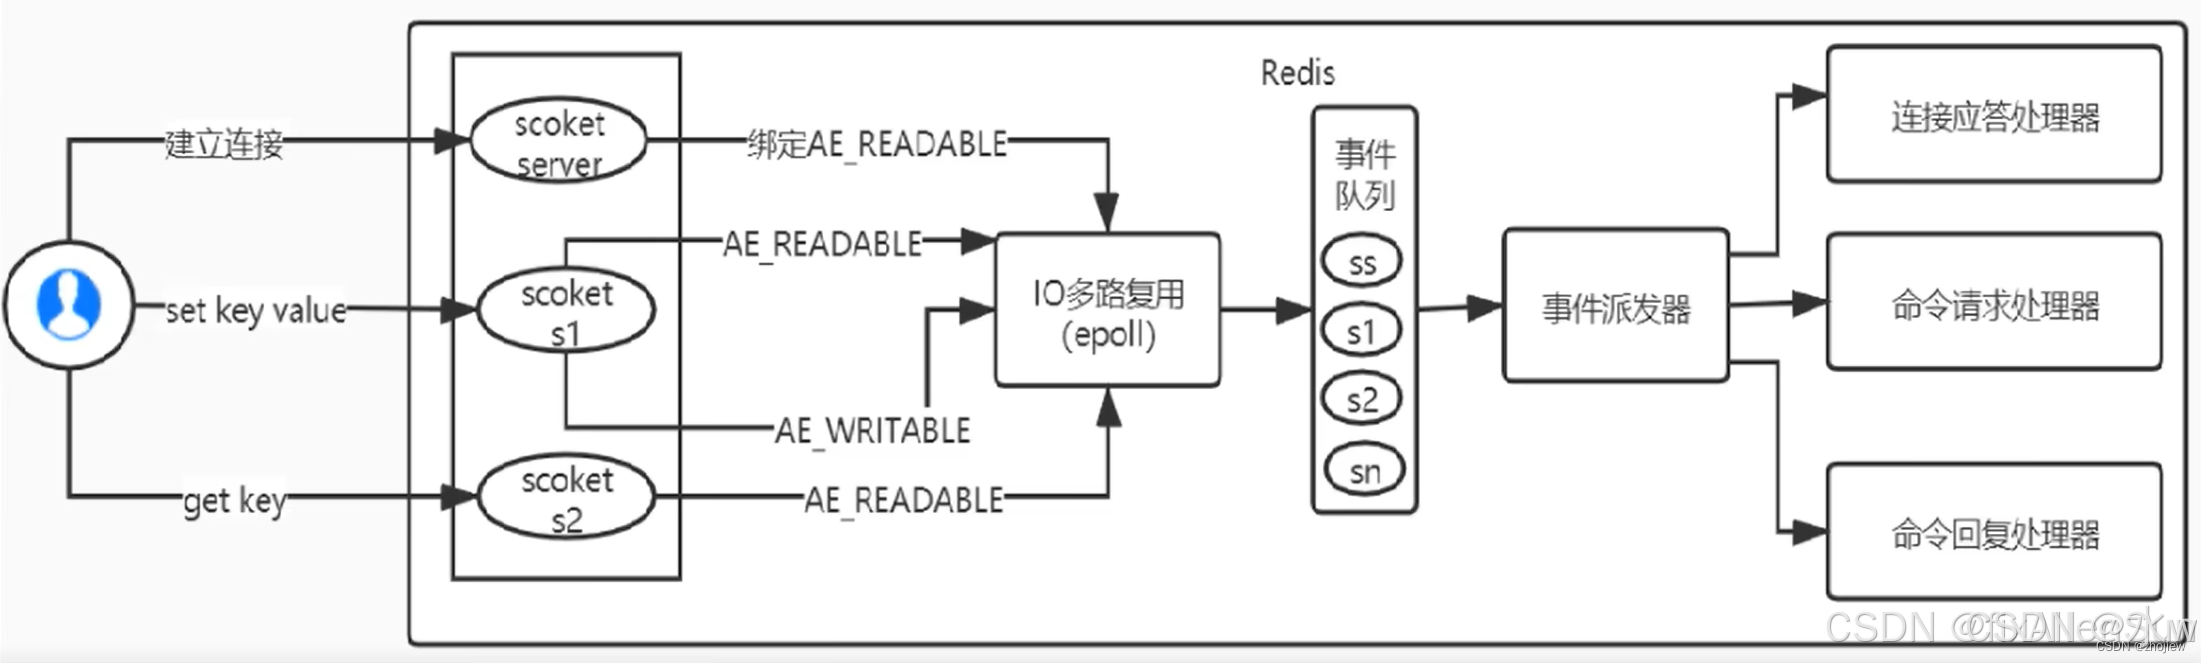 Redis
建立连接
scoket
server
绑定AE_READABLE
AE_READABLE
set key value
scoket
s1
AE_WRITABLE
get key
scoket
s2
AE_READABLE
IO多路复用
(epoll)
事件
队列
ss
s1
s2
sn
事件派发器
连接应答处理器
命令请求处理器
命令回复处理器
CSDN
CSDN @zhojiew